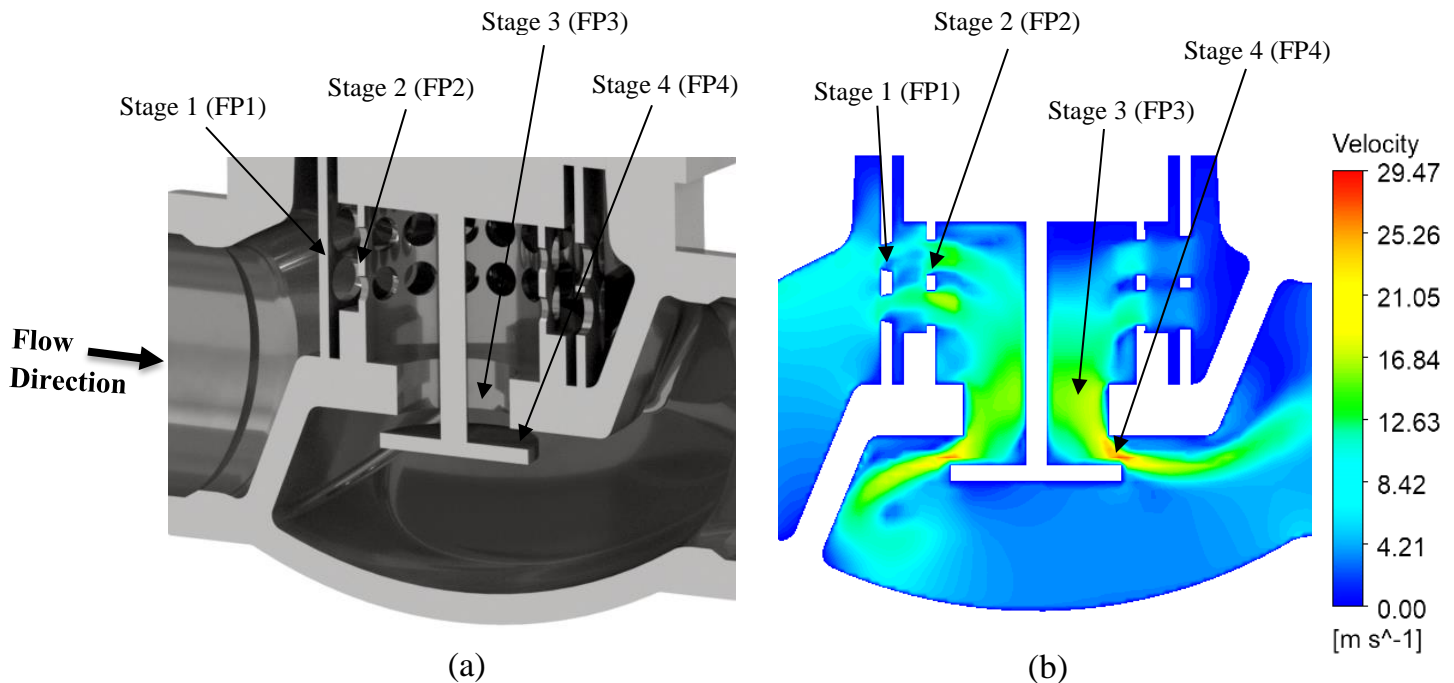 Stage 3 (FP3)
Stage 2 (FP2)
Stage 4 (FP4)
Stage 1 (FP1)
Flow
Direction
(a)
Stage 2 (FP2)
Stage 4 (FP4)
Stage 1 (FP1)
Stage 3 (FP3)
Velocity
29.47
25.26
21.05
16.84
12.63
8.42
4.21
0.00
[m s^-1]
(b)